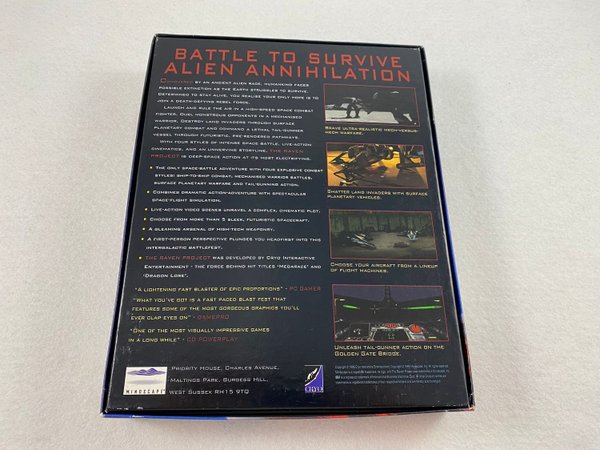 BATTLE TO SURVIVE
ALIEN ANNIHILATION
CONQUERED BY AN ANCIENT ALIEN RACE, HUMANKIND FACES
POSSIBLE EXTINCTION AS THE EARTH STRUGGLES TO SURVIVE.
DETERMINED TO STAY ALIVE, YOU REALISE YOUR ONLY HOPE IS TO
JOIN A DEATH-DEFYING REBEL FORCE.
LAUNCH AND RULE THE AIR IN A HIGH-SPEED SPACE COMBAT
FIGHTER. DUEL MONSTROUS OPPONENTS IN A MECHANISED
WARRIOR. DESTROY LAND INVADERS THROUGH SURFACE
PLANETARY COMBAT AND COMMAND A LETHAL TAIL-GUNNER
VESSEL THROUGH FUTURISTIC, PRE-RENDERED PATHWAYS.
WITH FOUR STYLES OF INTENSE SPACE BATTLE, LIVE-ACTION
CINEMATICS, AND AN UNNERVING STORYLINE, THE RAVEN
PROJECT IS DEEP-SPACE ACTION AT ITS MOST ELECTRIFYING.
• THE ONLY SPACE-BATTLE ADVENTURE WITH FOUR EXPLOSIVE COMBAT
STYLES: SHIP-TO-SHIP COMBAT, MECHANISED WARRIOR BATTLES,
SURFACE PLANETARY WARFARE AND TAIL-GUNNING ACTION.
• COMBINES DRAMATIC ACTION-ADVENTURE WITH SPECTACULAR
SPACE-FLIGHT SIMULATION.
• LIVE-ACTION VIDEO SCENES UNRAVEL A COMPLEX, CINEMATIC PLOT.
• CHOOSE FROM MORE THAN 5 SLEEK, FUTURISTIC SPACECRAFT.
• A GLEAMING ARSENAL OF HIGH-TECH WEAPONRY.
• A FIRST-PERSON PERSPECTIVE PLUNGES YOU HEADFIRST INTO THIS
INTERGALACTIC BATTLEFEST.
• THE RAVEN PROJECT WAS DEVELOPED BY CRYO INTERACTIVE
ENTERTAINMENT - THE FORCE BEHIND HIT TITLES 'MEGARACE' AND
'DRAGON LORE'.
"A LIGHTENING FAST BLASTER OF EPIC PROPORTIONS" - PC GAMER
"WHAT YOU'VE GOT IS A FAST PACED BLAST FEST THAT
FEATURES SOME OF THE MOST GORGEOUS GRAPHICS YOU'LL
EVER CLAP EYES ON" - GAMEPRO
"ONE OF THE MOST VISUALLY IMPRESSIVE GAMES
IN A LONG WHILE" - CD POWERPLAY
BRAVE ULTRA-REALISTIC MECH-VERSUS-
MECH WARFARE.
SHATTER LAND INVADERS WITH SURFACE
PLANETARY VEHICLES.
CHOOSE YOUR AIRCRAFT FROM A LINEUP
OF FLIGHT MACHINES.
UNLEASH TAIL-GUNNER ACTION ON THE
GOLDEN GATE BRIDGE.
MINDSCAPE
PRIORITY HOUSE, CHARLES AVENUE,
MALTINGS PARK, BURGESS HILL,
WEST SUSSEX RH15 9TQ
CRYO